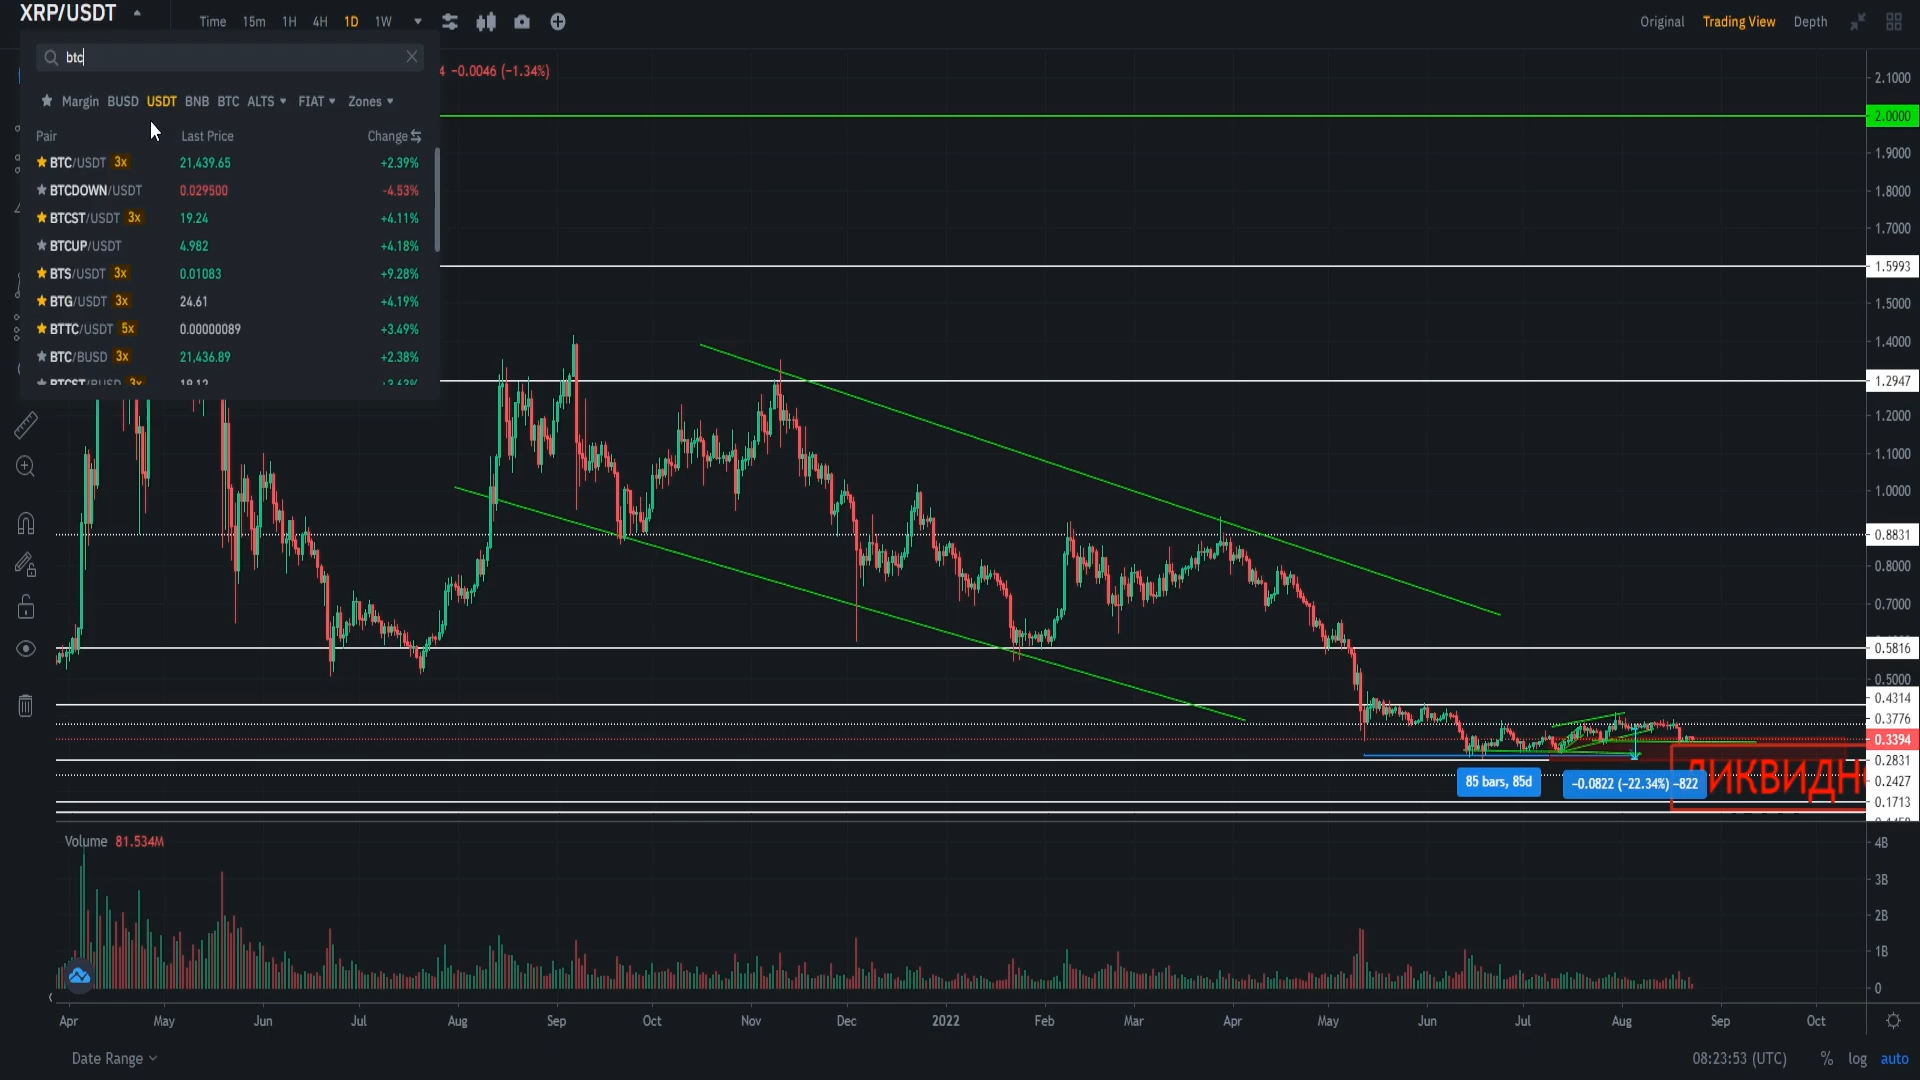 XRP/USDT
Time 15m 1H 4H 1D 1W
Original Trading View Depth
btc
4 −0.0046 (−1.34%)
Margin BUSD USDT BNB BTC ALTS FIAT Zones
Pair Last Price Change
BTC/USDT 3x 21,439.65 +2.39%
BTCDOWN/USDT 0.029500 -4.53%
BTCST/USDT 3x 19.24 +4.11%
BTCUP/USDT 4.982 +4.18%
BTS/USDT 3x 0.01083 +9.28%
BTG/USDT 3x 24.61 +4.19%
BTTC/USDT 5x 0.00000089 +3.49%
BTC/BUSD 3x 21,436.89 +2.38%
BTCST/BUSD 3x 19.12 +3.63%
2.1000
2.0000
1.9000
1.8000
1.7000
1.5993
1.5000
1.4000
1.2947
1.2000
1.1000
1.0000
0.8831
0.8000
0.7000
0.5816
0.5000
0.4314
0.3776
0.3394
0.2831
0.2427
0.1713
85 bars, 85d
−0.0822 (−22.34%) −822
ЛИКВИДН
Volume 81.534M
4B
3B
2B
1B
0
Apr May Jun Jul Aug Sep Oct Nov Dec 2022 Feb Mar Apr May Jun Jul Aug Sep Oct
Date Range
08:23:53 (UTC) % log auto